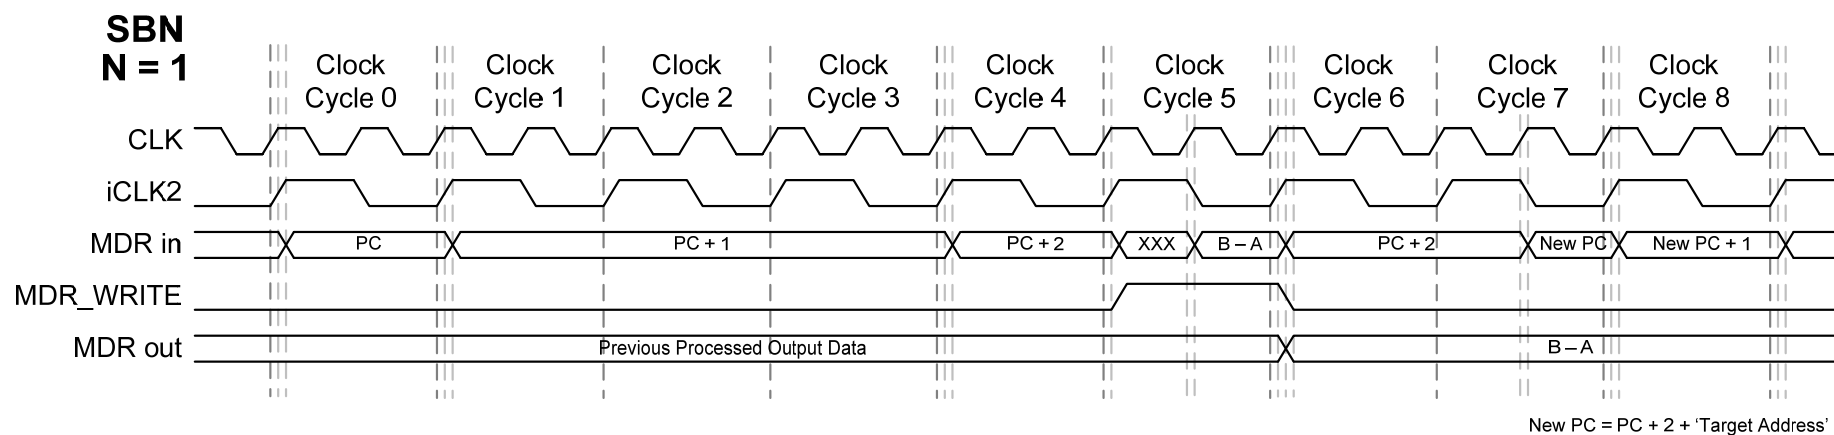 SBN
N = 1
Clock Cycle 0
Clock Cycle 1
Clock Cycle 2
Clock Cycle 3
Clock Cycle 4
Clock Cycle 5
Clock Cycle 6
Clock Cycle 7
Clock Cycle 8
CLK
iCLK2
MDR in
PC
PC + 1
PC + 2
XXX
B – A
PC + 2
New PC
New PC + 1
MDR_WRITE
MDR out
Previous Processed Output Data
B – A
New PC = PC + 2 + ‘Target Address’